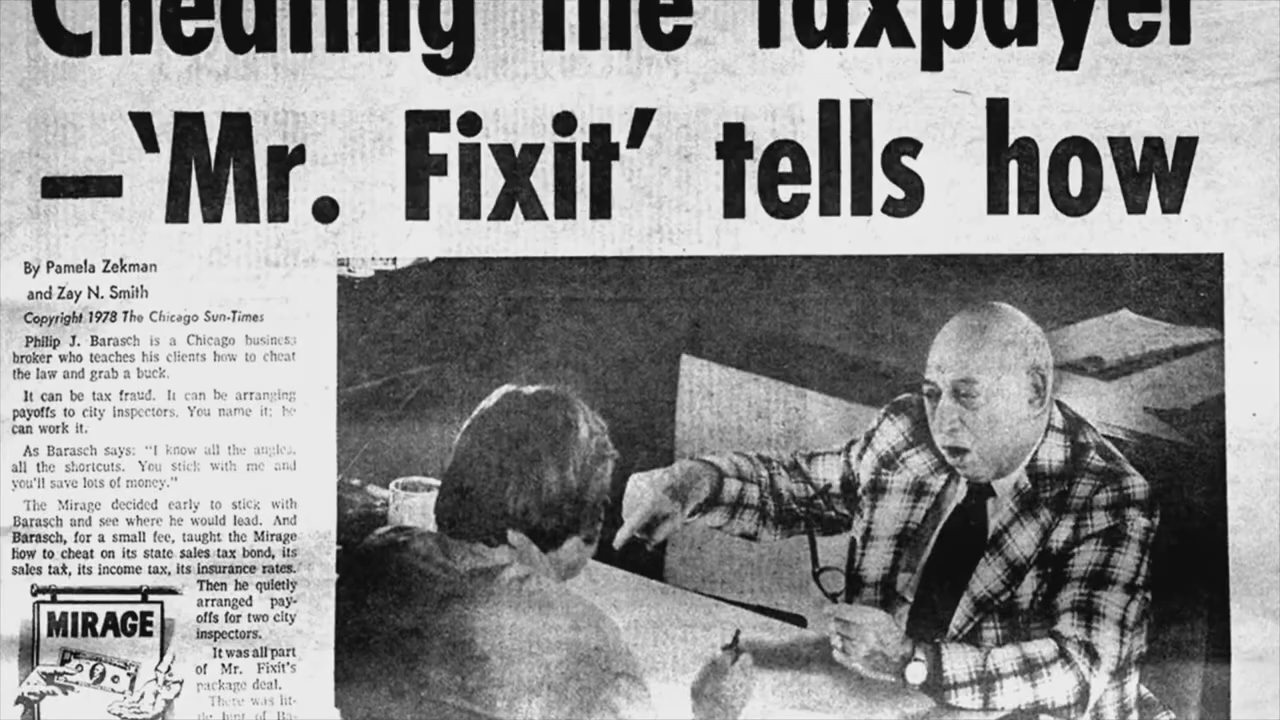 Cheating the Taxpayer
—‘Mr. Fixit’ tells how
By Pamela Zekman
and Zay N. Smith
Copyright 1978 The Chicago Sun-Times
Philip J. Barasch is a Chicago business
broker who teaches his clients how to cheat
the law and grab a buck.
It can be tax fraud. It can be arranging
payoffs to city inspectors. You name it; he
can work it.
As Barasch says: "I know all the angles,
all the shortcuts. You stick with me and
you'll save lots of money."
The Mirage decided early to stick with
Barasch and see where he would lead. And
Barasch, for a small fee, taught the Mirage
how to cheat on its state sales tax bond, its
sales tax, its income tax, its insurance rates.
Then he quietly
arranged pay-
offs for two city
inspectors.
It was all part
of Mr. Fixit's
package deal.
There was lit-
tle hint of Ba-
MIRAGE